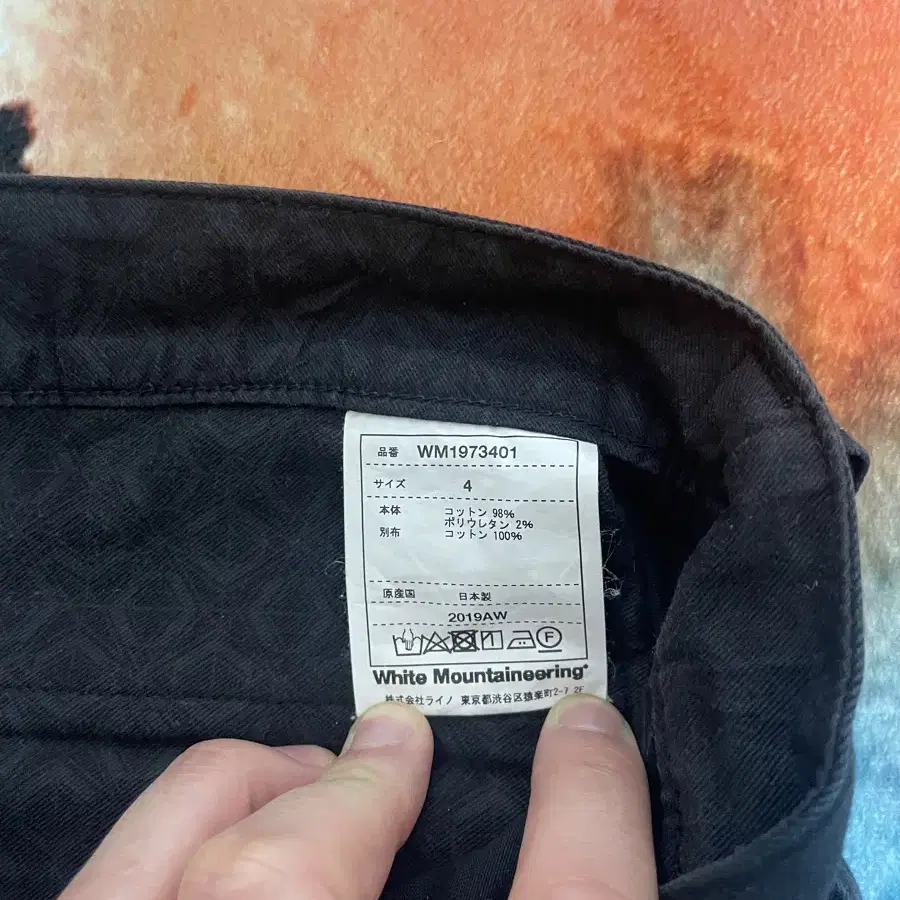 品番 WM1973401
サイズ 4
本体 コットン 98%
ポリウレタン 2%
別布 コットン 100%
原産国 日本製
2019AW
F
White Mountaineering
株式会社ライノ 東京都渋谷区猿楽町2-7 2F